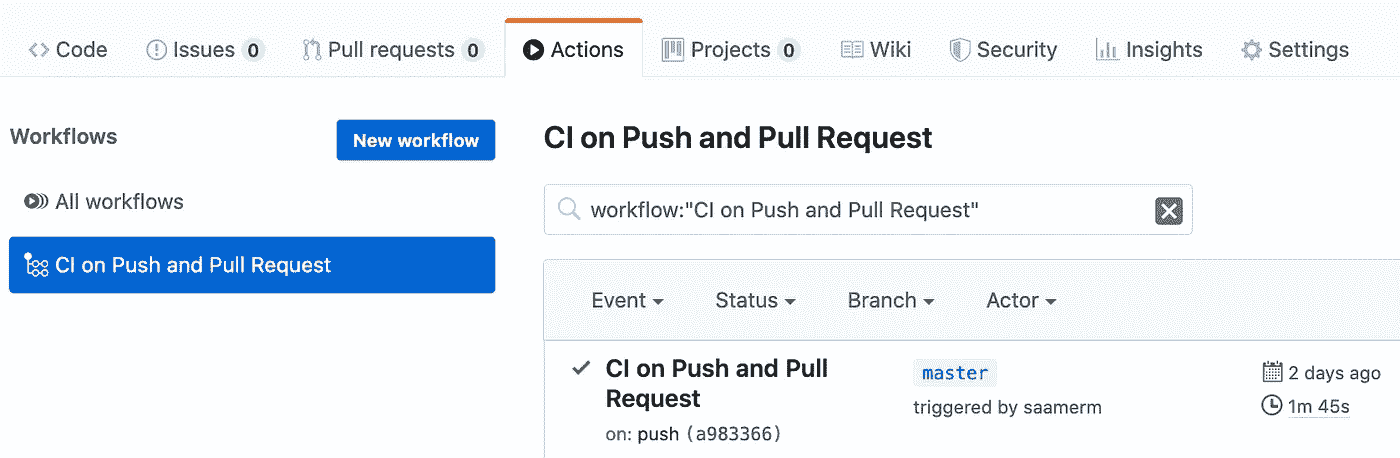 Code Issues 0 Pull requests 0 Actions Projects 0 Wiki Security Insights Settings
Workflows
New workflow
All workflows
CI on Push and Pull Request
CI on Push and Pull Request
workflow:"CI on Push and Pull Request"
Event Status Branch Actor
CI on Push and Pull
Request
on: push (a983366)
master
triggered by saamerm
2 days ago
1m 45s